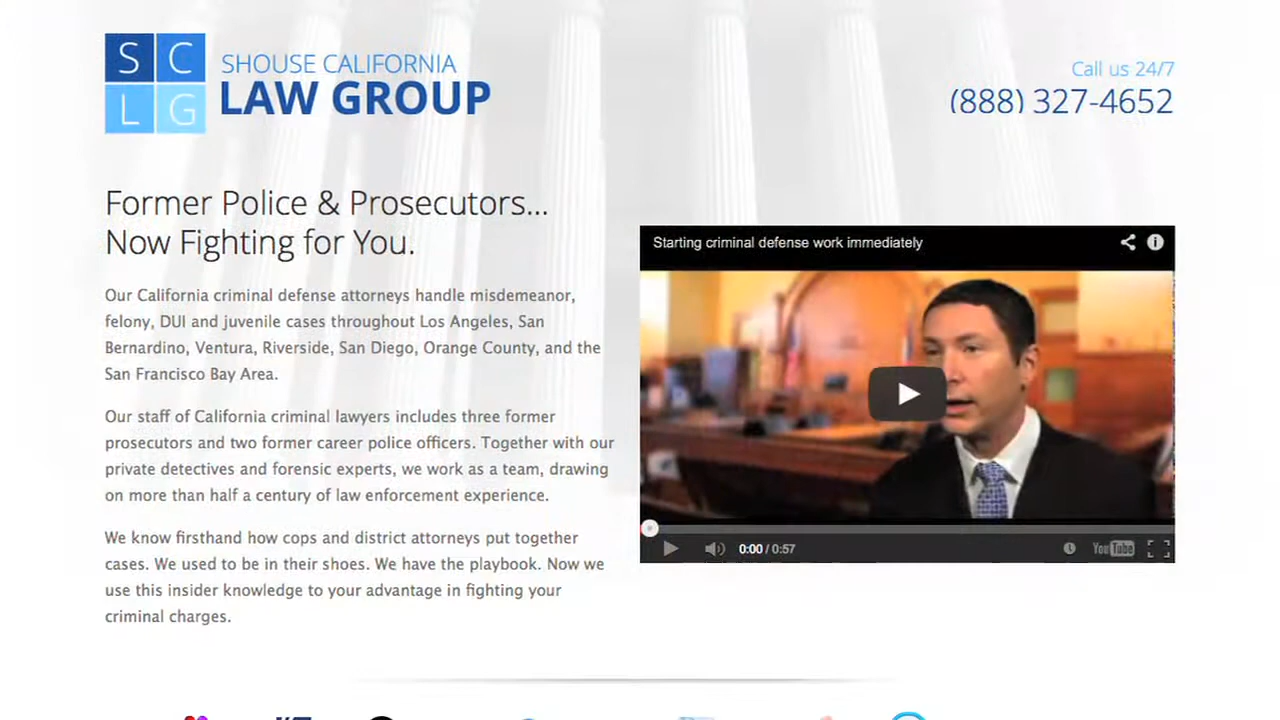 S C
L G
SHOUSE CALIFORNIA
LAW GROUP
Call us 24/7
(888) 327-4652
Former Police & Prosecutors...
Now Fighting for You.
Our California criminal defense attorneys handle misdemeanor,
felony, DUI and juvenile cases throughout Los Angeles, San
Bernardino, Ventura, Riverside, San Diego, Orange County, and the
San Francisco Bay Area.
Our staff of California criminal lawyers includes three former
prosecutors and two former career police officers. Together with our
private detectives and forensic experts, we work as a team, drawing
on more than half a century of law enforcement experience.
We know firsthand how cops and district attorneys put together
cases. We used to be in their shoes. We have the playbook. Now we
use this insider knowledge to your advantage in fighting your
criminal charges.
Starting criminal defense work immediately
0:00 / 0:57
YouTube